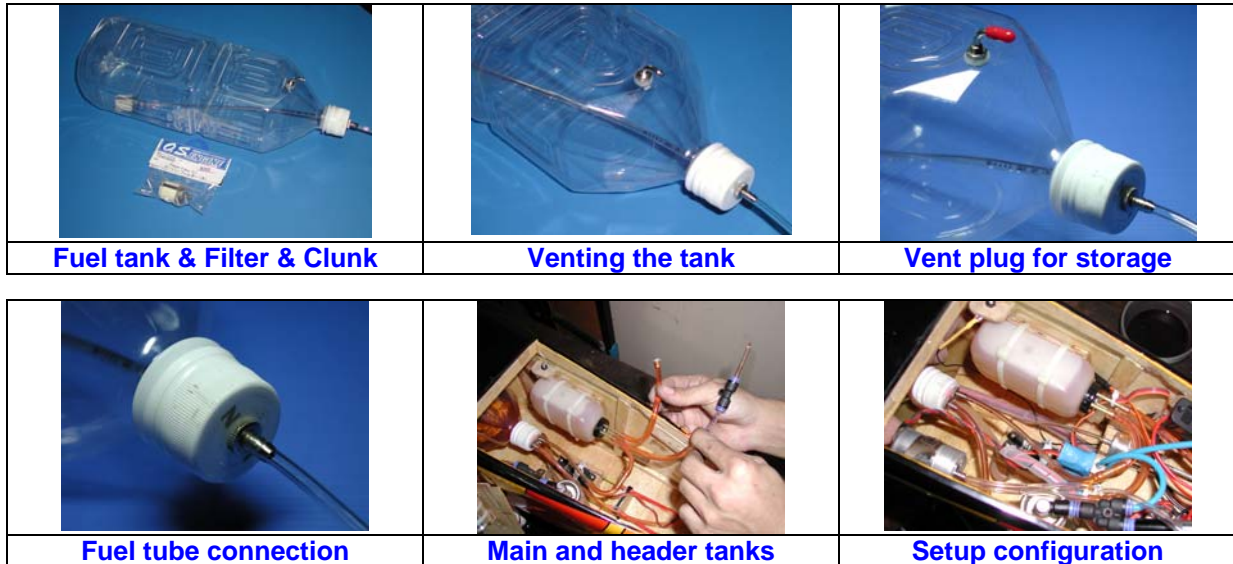 O.S. ENGINE
Fuel tank & Filter & Clunk
Venting the tank
Vent plug for storage
Fuel tube connection
Main and header tanks
Setup configuration